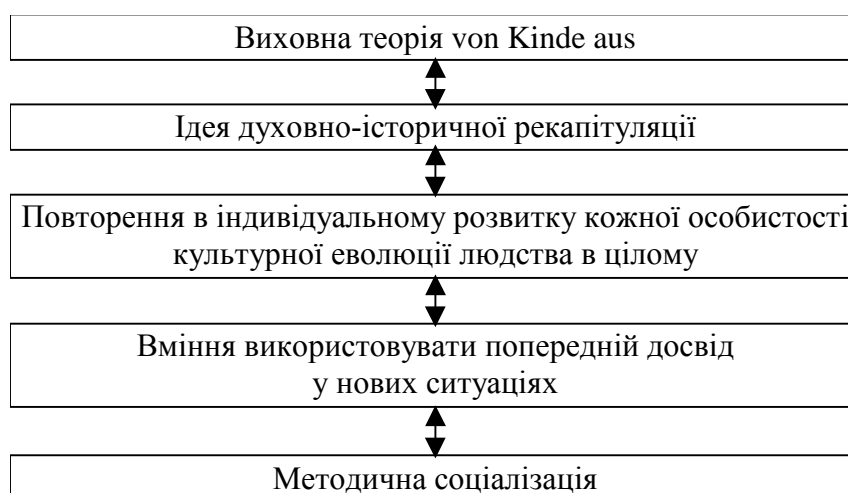 Виховна теорія von Kinde aus
Ідея духовно-історичної рекапітуляції
Повторення в індивідуальному розвитку кожної особистості
культурної еволюції людства в цілому
Вміння використовувати попередній досвід
у нових ситуаціях
Методична соціалізація